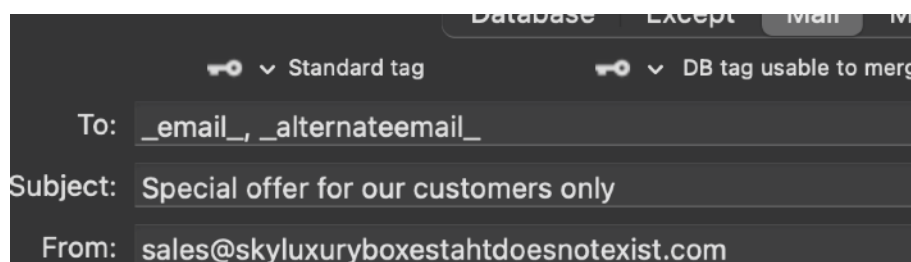 Database Except Mail
Standard tag DB tag usable to merg
To: _email_, _alternateemail_
Subject: Special offer for our customers only
From: sales@skyluxuryboxestahtdoesnotexist.com